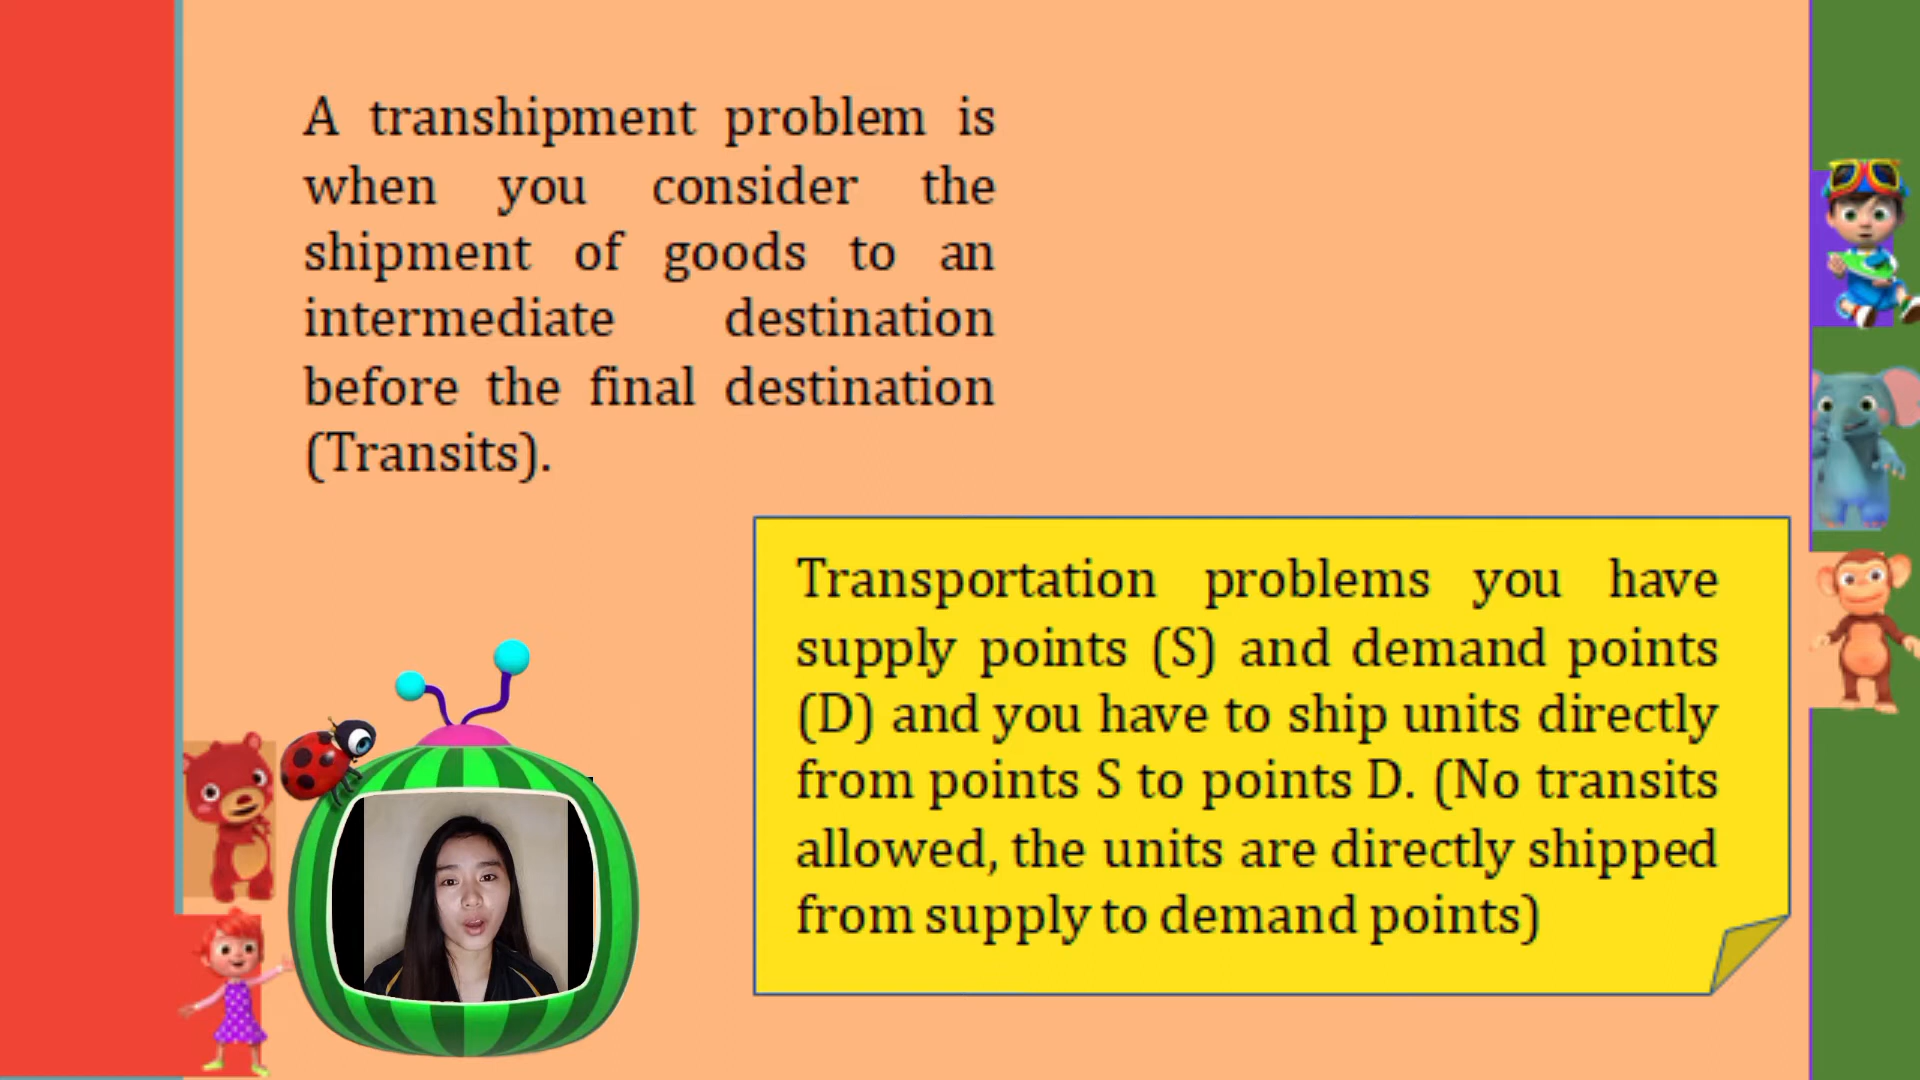 A transhipment problem is
when you consider the
shipment of goods to an
intermediate destination
before the final destination
(Transits).
Transportation problems you have
supply points (S) and demand points
(D) and you have to ship units directly
from points S to points D. (No transits
allowed, the units are directly shipped
from supply to demand points)